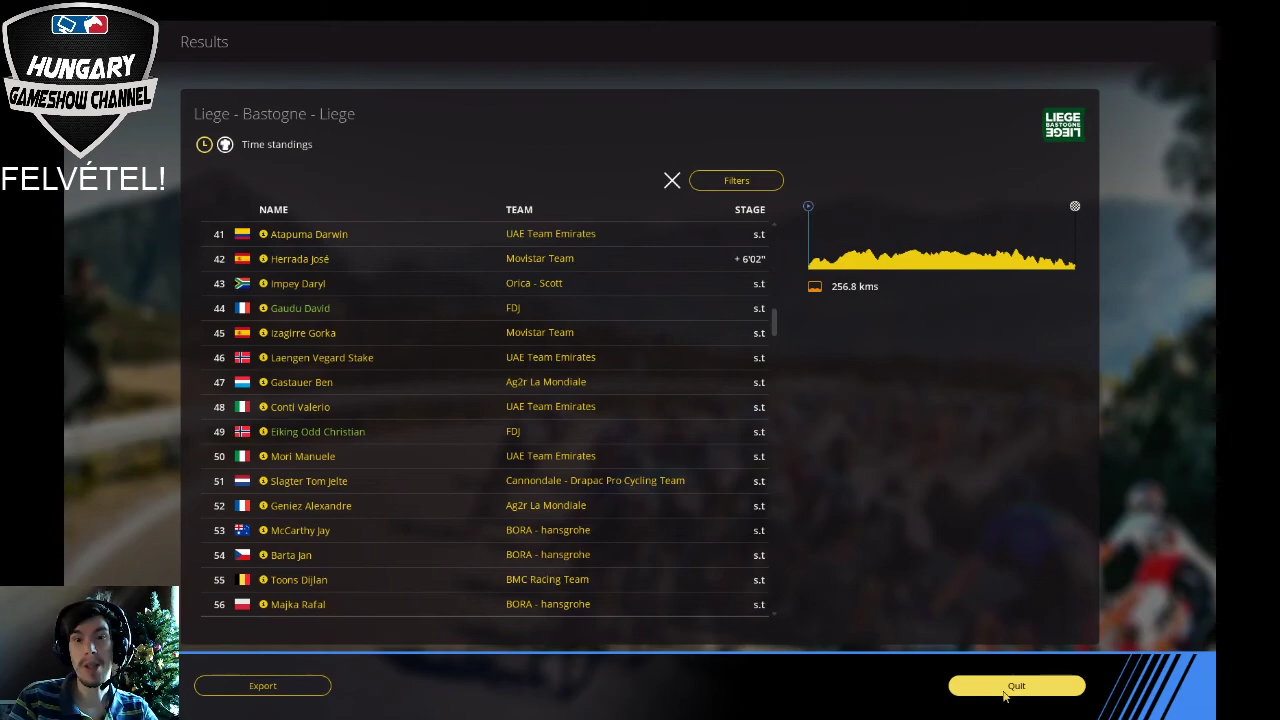 HUNGARY
GAMESHOW CHANNEL
FELVÉTEL!
Results
Liege - Bastogne - Liege
LIEGE
BASTOGNE
LIEGE
Time standings
Filters
NAME TEAM STAGE
41 Atapuma Darwin UAE Team Emirates s.t
42 Herrada José Movistar Team + 6'02"
43 Impey Daryl Orica - Scott s.t
44 Gaudu David FDJ s.t
45 Izagirre Gorka Movistar Team s.t
46 Laengen Vegard Stake UAE Team Emirates s.t
47 Gastauer Ben Ag2r La Mondiale s.t
48 Conti Valerio UAE Team Emirates s.t
49 Eiking Odd Christian FDJ s.t
50 Mori Manuele UAE Team Emirates s.t
51 Slagter Tom Jelte Cannondale - Drapac Pro Cycling Team s.t
52 Geniez Alexandre Ag2r La Mondiale s.t
53 McCarthy Jay BORA - hansgrohe s.t
54 Barta Jan BORA - hansgrohe s.t
55 Toons Dijlan BMC Racing Team s.t
56 Majka Rafal BORA - hansgrohe s.t
256.8 kms
Export
Quit